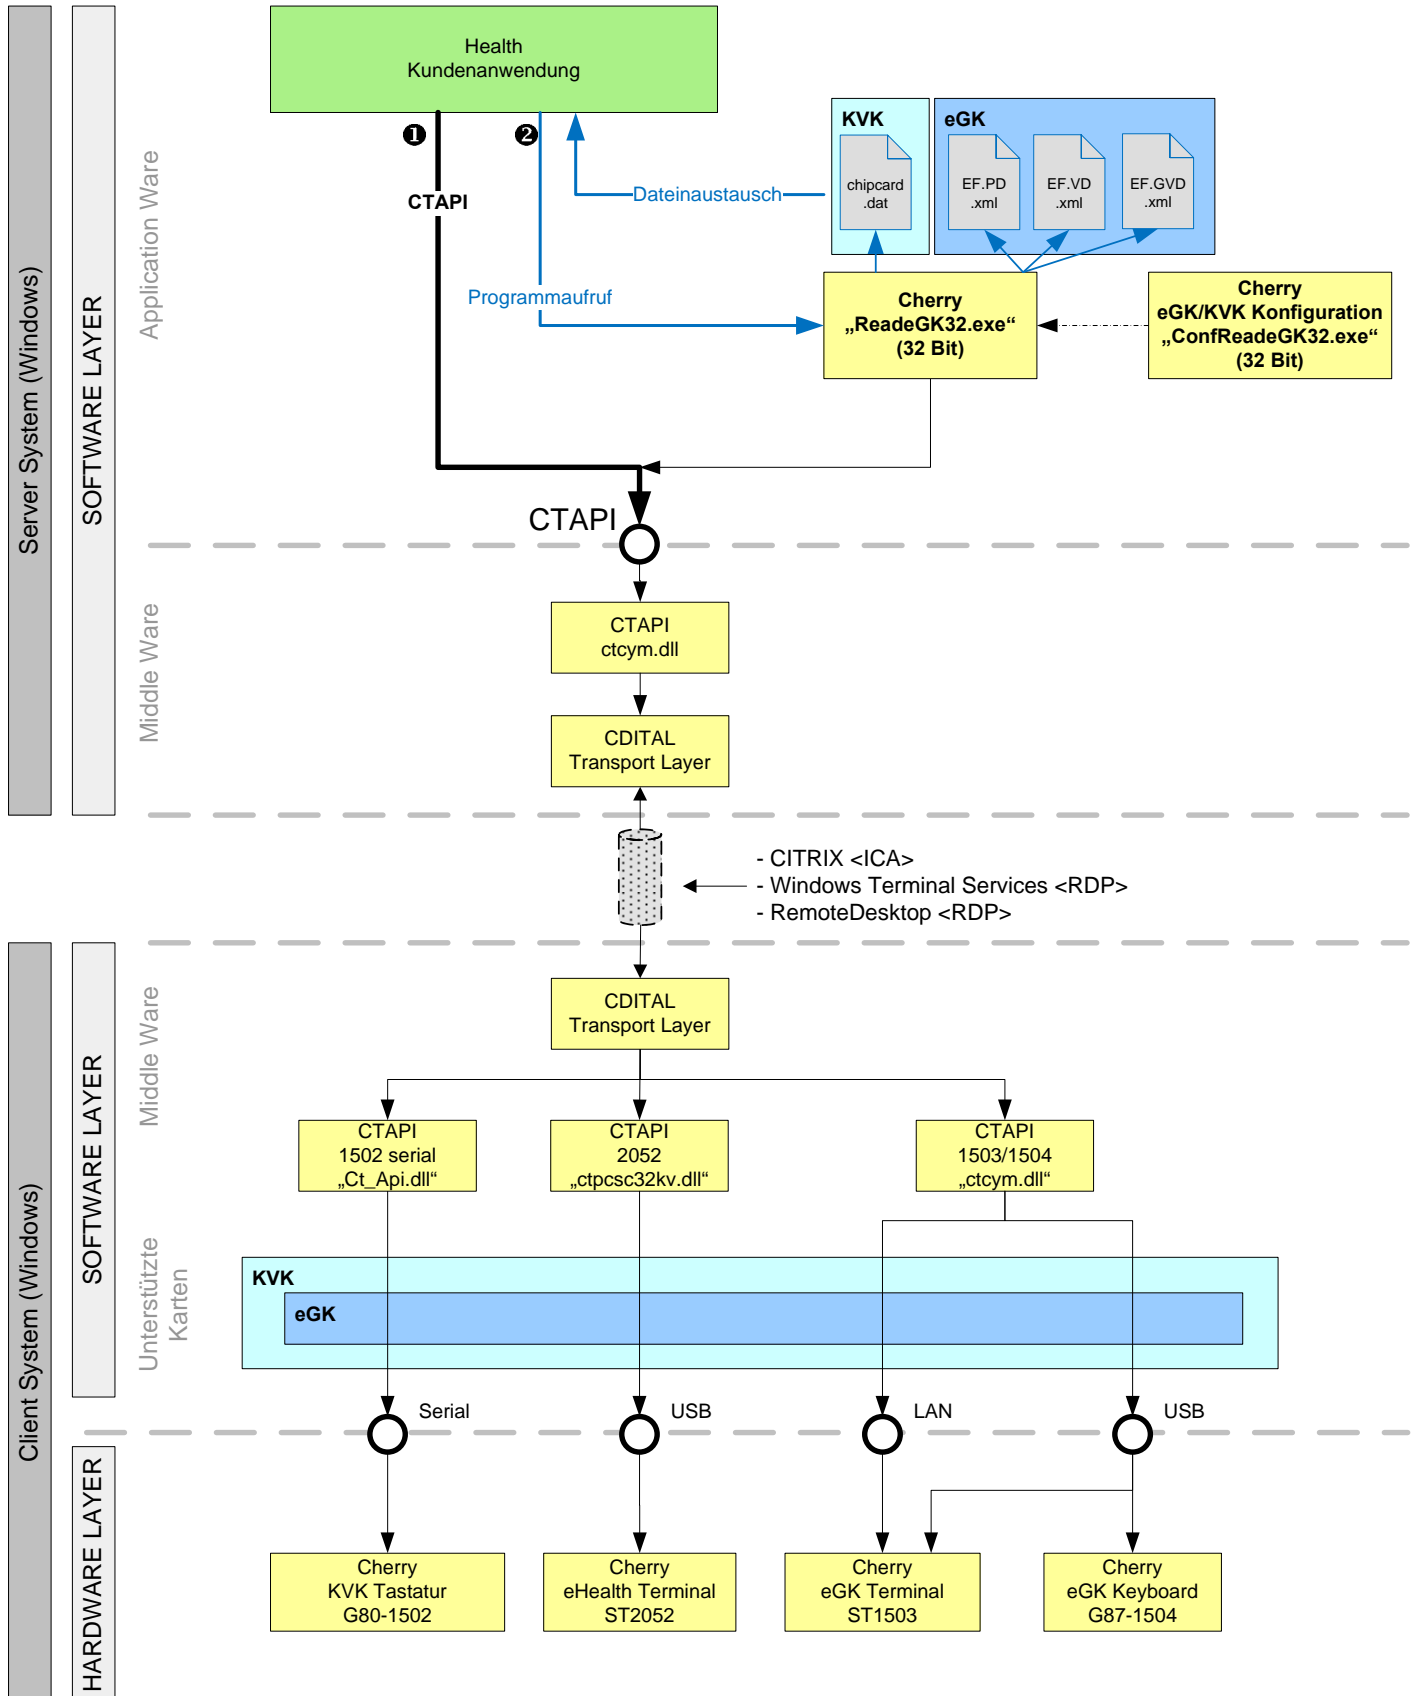 Health
Kundenanwendung
❶
❷
KVK
eGK
chipcard
.dat
EF.PD
.xml
EF.VD
.xml
EF.GVD
.xml
CTAPI
Dateinaustausch
Programmaufruf
Cherry
„ReadeGK32.exe“
(32 Bit)
Cherry
eGK/KVK Konfiguration
„ConfReadeGK32.exe“
(32 Bit)
Application Ware
Server System (Windows)
SOFTWARE LAYER
CTAPI
Middle Ware
CTAPI
ctcym.dll
CDITAL
Transport Layer
- CITRIX <ICA>
- Windows Terminal Services <RDP>
- RemoteDesktop <RDP>
Client System (Windows)
SOFTWARE LAYER
Middle Ware
CDITAL
Transport Layer
CTAPI
1502 serial
„Ct_Api.dll“
CTAPI
2052
„ctpcsc32kv.dll“
CTAPI
1503/1504
„ctcym.dll“
Unterstützte
Karten
KVK
eGK
Serial
USB
LAN
USB
HARDWARE LAYER
Cherry
KVK Tastatur
G80-1502
Cherry
eHealth Terminal
ST2052
Cherry
eGK Terminal
ST1503
Cherry
eGK Keyboard
G87-1504